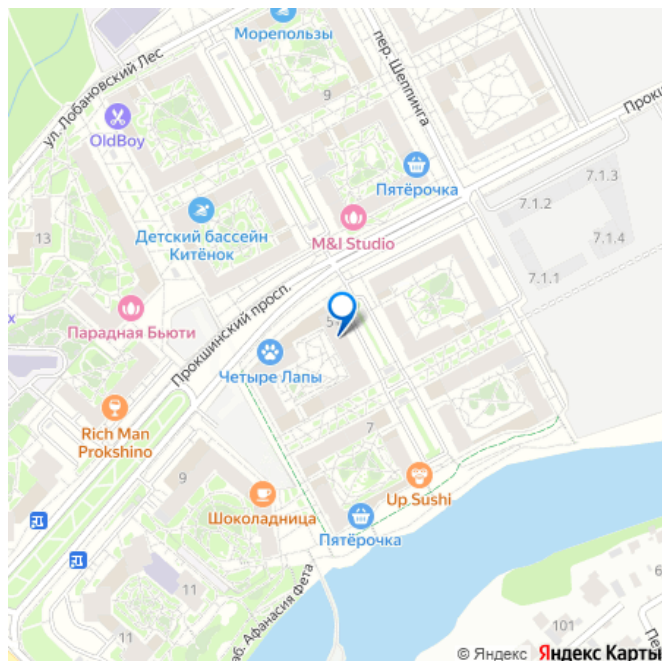 Морепользы
ул. Лобановский Лес
пер. Шеппинга
9
OldBoy
Пятёрочка
7.1.3
7.1.2
Детский бассейн
Китёнок
M&I Studio
7.1.4
13
7.1.1
Прокшинский просп.
Парадная Бьюти
5
Четыре Лапы
Rich Man
Prokshino
7
9
Up Sushi
Шоколадница
Пятёрочка
11
11
101
6
наб. Афанасия фета
© Яндекс Яндекс Карты